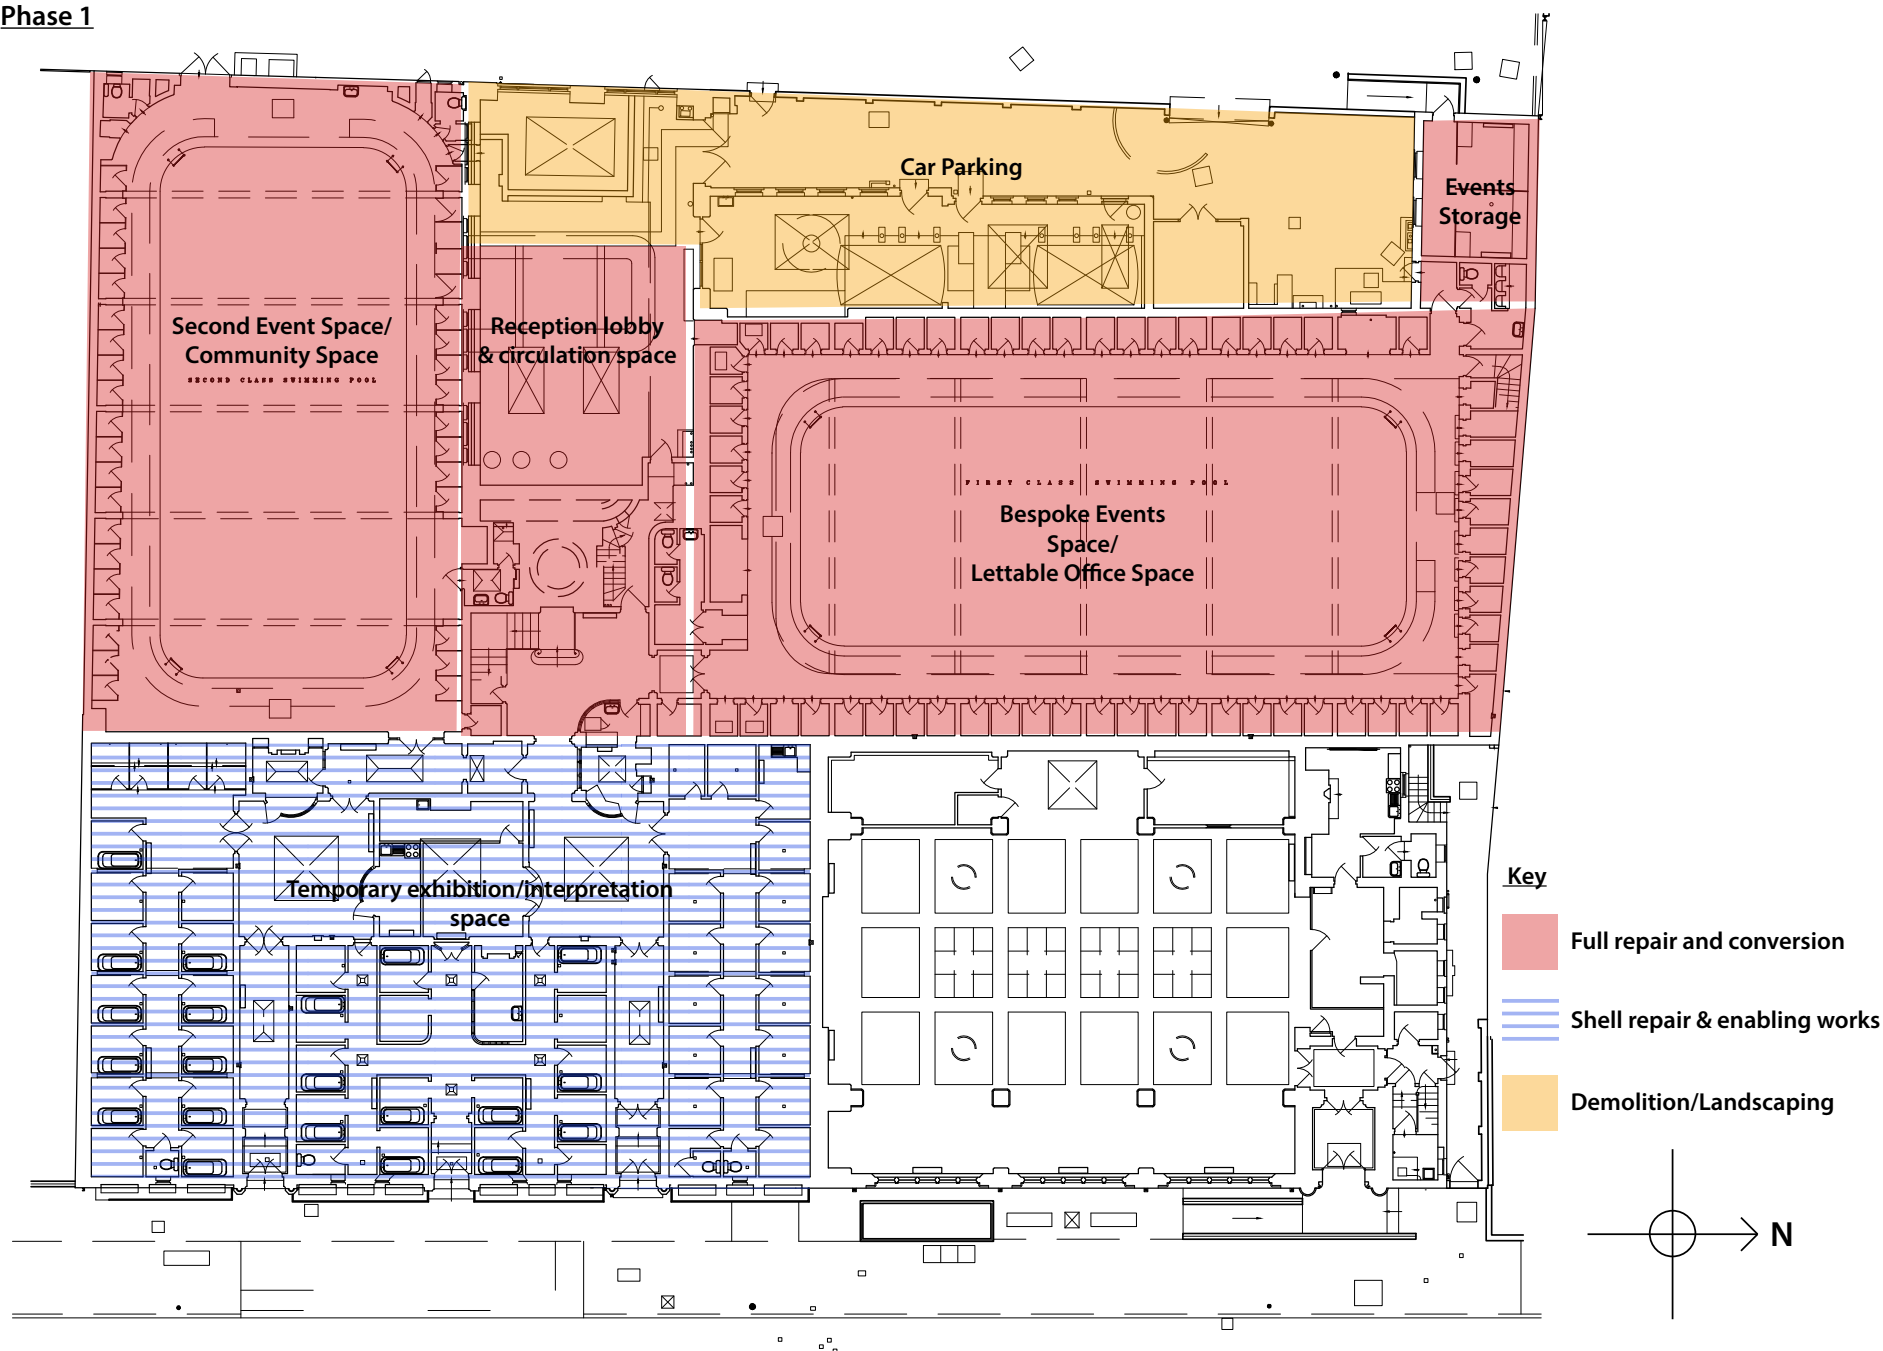 Phase 1
Car Parking
Events
Storage
Second Event Space/
Community Space
SECOND CLASS SWIMMING POOL
Reception lobby
& circulation space
FIRST CLASS SWIMMING POOL
Bespoke Events
Space/
Lettable Office Space
Temporary exhibition/interpretation
space
Key
Full repair and conversion
Shell repair & enabling works
Demolition/Landscaping
N